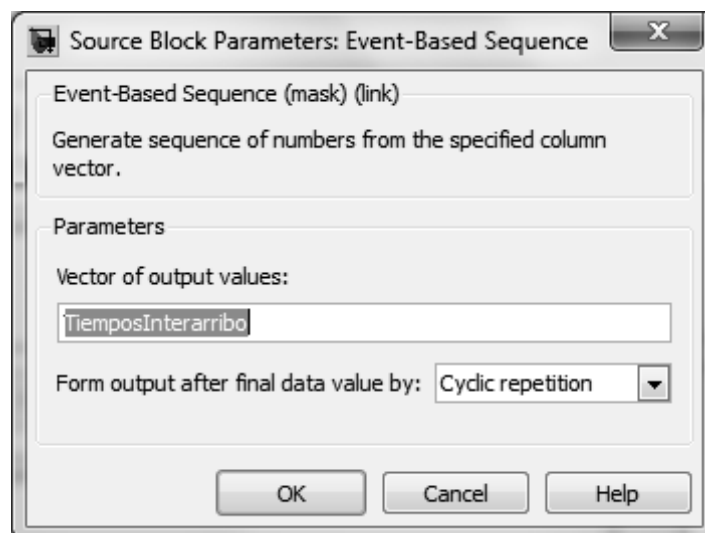 Source Block Parameters: Event-Based Sequence
Event-Based Sequence (mask) (link)
Generate sequence of numbers from the specified column
vector.
Parameters
Vector of output values:
TiemposInterarribo
Form output after final data value by: Cyclic repetition
OK Cancel Help